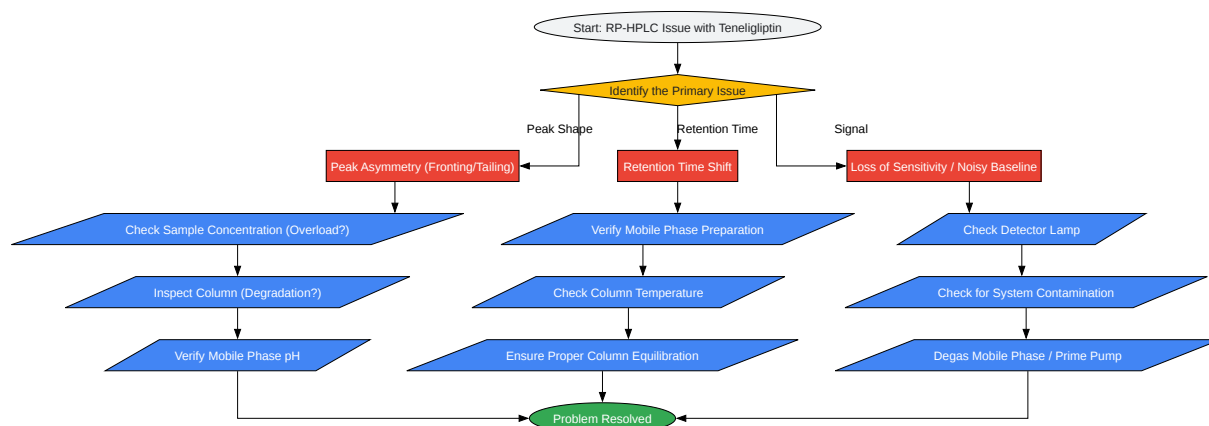 Start: RP-HPLC Issue with Teneligliptin
Identify the Primary Issue
Peak Shape
Retention Time
Signal
Peak Asymmetry (Fronting/Tailing)
Retention Time Shift
Loss of Sensitivity / Noisy Baseline
Check Sample Concentration (Overload?)
Verify Mobile Phase Preparation
Check Detector Lamp
Inspect Column (Degradation?)
Check Column Temperature
Check for System Contamination
Verify Mobile Phase pH
Ensure Proper Column Equilibration
Degas Mobile Phase / Prime Pump
Problem Resolved